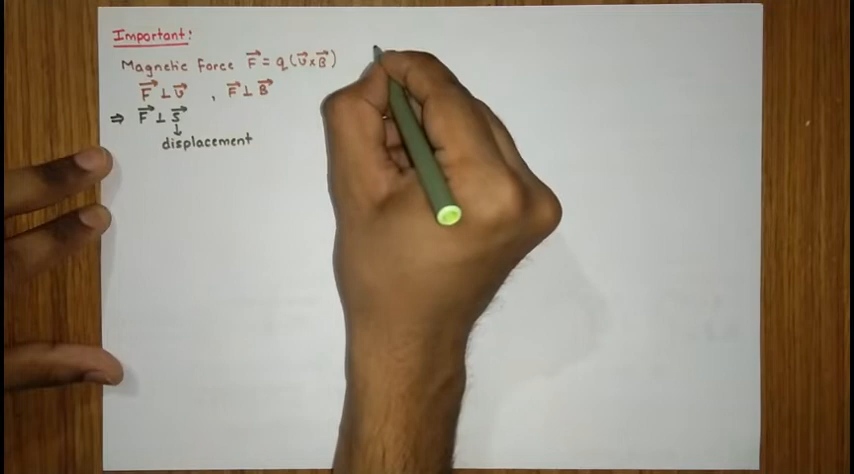 Important:
Magnetic Force F⃗ = q(v⃗×B⃗)
F⃗ ⊥ v⃗ , F⃗ ⊥ B⃗
⇒ F⃗ ⊥ S⃗
↓
displacement